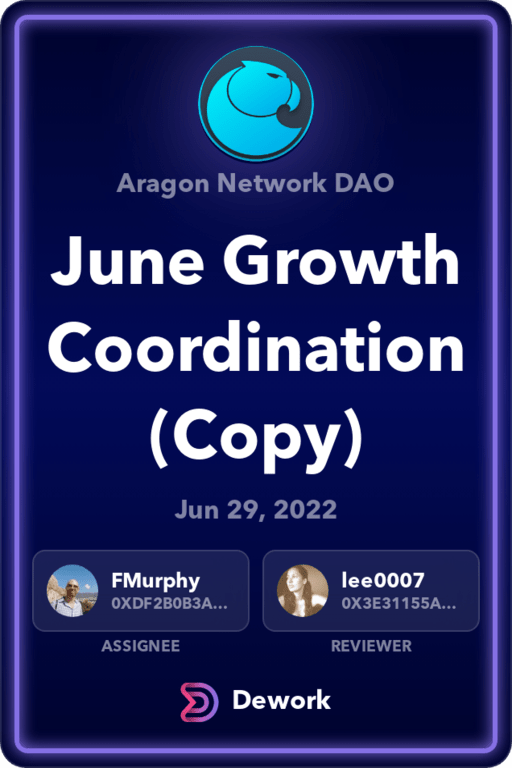 Aragon Network DAO
June Growth
Coordination
(Copy)
Jun 29, 2022
FMurphy
0XDF2B0B3A...
ASSIGNEE
lee0007
0X3E31155A...
REVIEWER
Dework